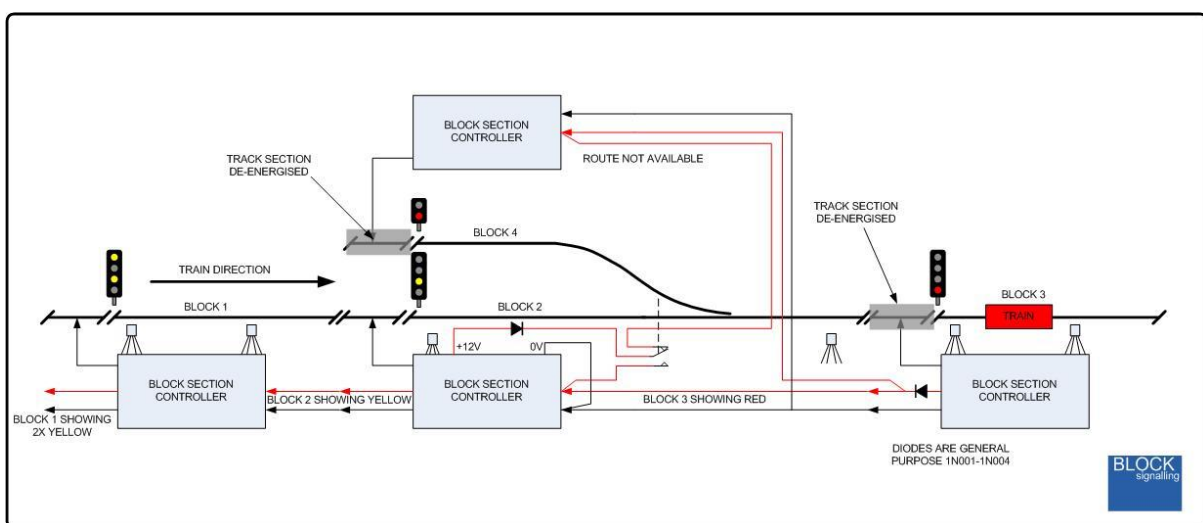 BLOCK SECTION
CONTROLLER
TRACK SECTION
DE-ENERGISED
ROUTE NOT AVAILABLE
TRACK SECTION
DE-ENERGISED
BLOCK 4
TRAIN DIRECTION
BLOCK 1
BLOCK 2
BLOCK 3
TRAIN
+12V
0V
BLOCK SECTION
CONTROLLER
BLOCK SECTION
CONTROLLER
BLOCK SECTION
CONTROLLER
BLOCK 2 SHOWING YELLOW
BLOCK 3 SHOWING RED
BLOCK 1 SHOWING
2X YELLOW
DIODES ARE GENERAL
PURPOSE 1N001-1N004
BLOCK
signalling